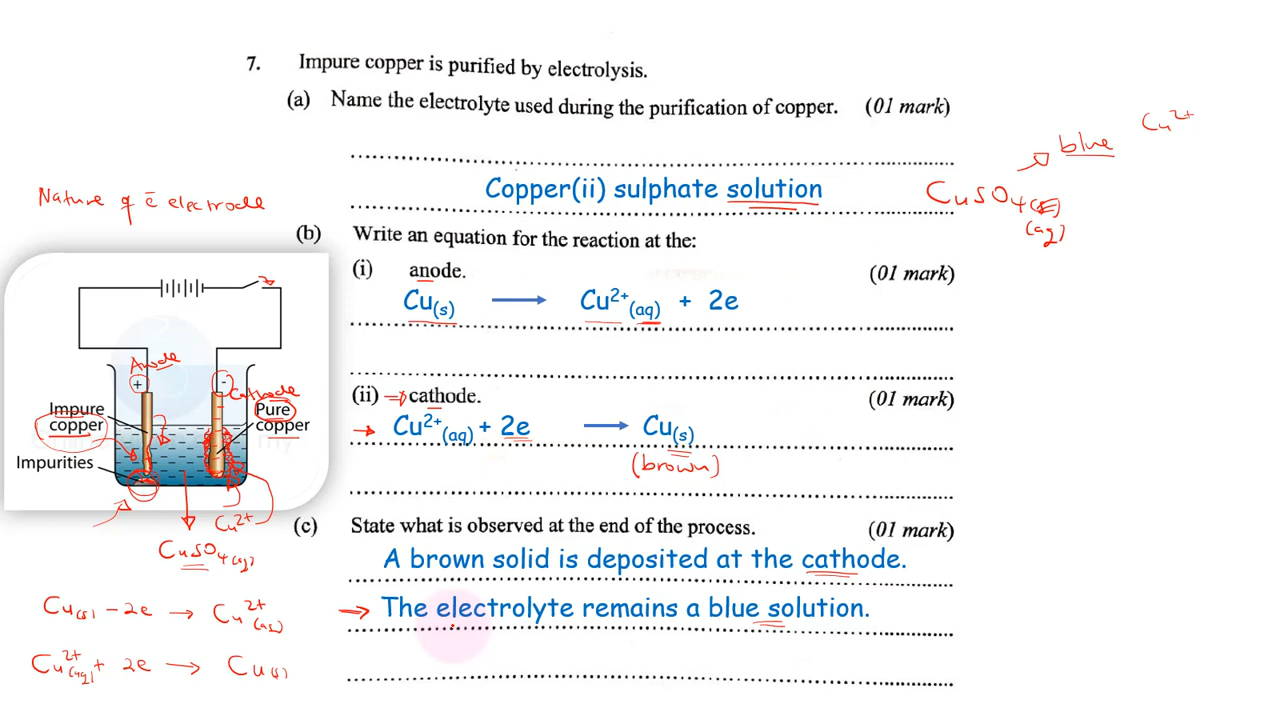 7. Impure copper is purified by electrolysis.
(a) Name the electrolyte used during the purification of copper. (01 mark)
Copper(ii) sulphate solution
CuSO₄(aq)
blue
Cu²⁺
Nature of ē electrode
(b) Write an equation for the reaction at the:
(i) anode. (01 mark)
Cu(s) ⟶ Cu²⁺(aq) + 2e
(ii) → cathode. (01 mark)
→ Cu²⁺(aq) + 2e ⟶ Cu(s)
(brown)
Anode
+
-
Cathode
Impure copper
Pure copper
Impurities
Cu²⁺
CuSO₄(aq)
(c) State what is observed at the end of the process. (01 mark)
A brown solid is deposited at the cathode.
→ The electrolyte remains a blue solution.
Cu(s) − 2e → Cu²⁺(aq)
Cu²⁺(aq) + 2e → Cu(s)